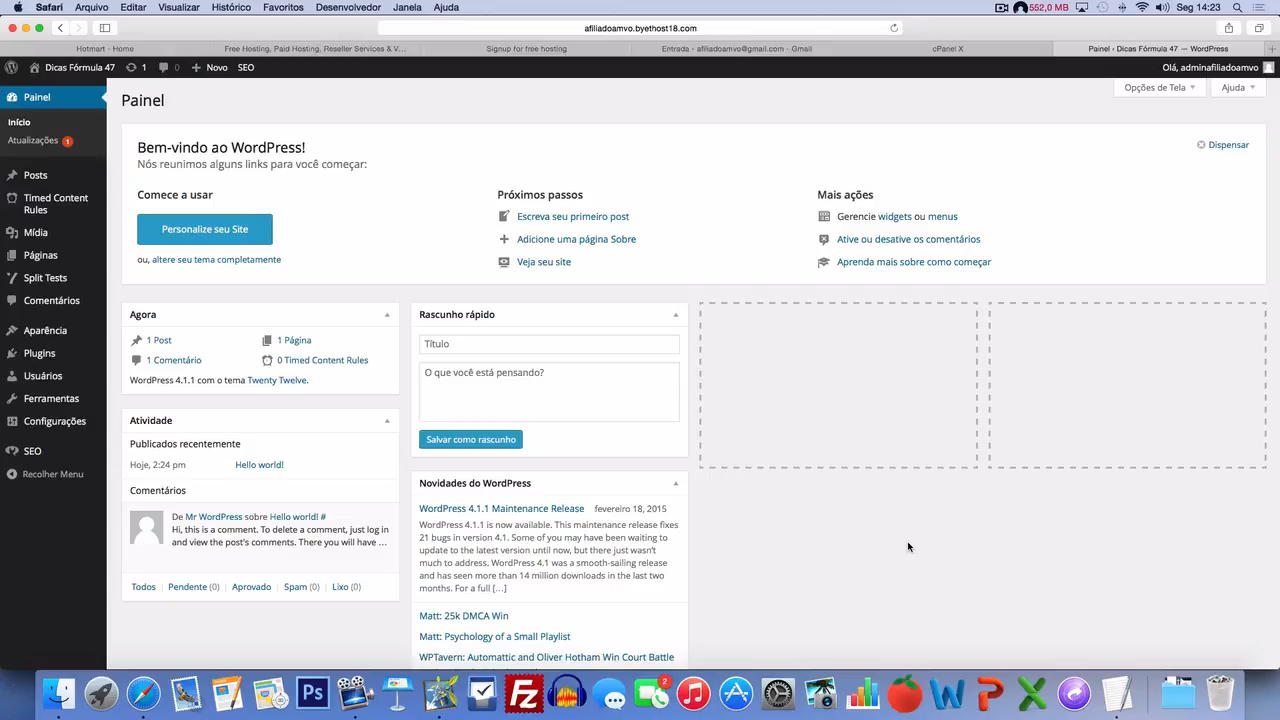 Safari Arquivo Editar Visualizar Histórico Favoritos Desenvolvedor Janela Ajuda 552,0 MB Seg 14:23
afiliadoamvo.byethost18.com
Hotmart - Home Free Hosting, Paid Hosting, Reseller Services & V... Signup for free hosting Entrada - afiliadoamvo@gmail.com - Gmail cPanel X Painel ‹ Dicas Fórmula 47 — WordPress
Dicas Fórmula 47 1 0 Novo SEO Olá, adminafiliadoamvo
Opções de Tela Ajuda
Painel
Início
Atualizações 1
Posts
Timed Content
Rules
Mídia
Páginas
Split Tests
Comentários
Aparência
Plugins
Usuários
Ferramentas
Configurações
SEO
Recolher Menu
Painel
Bem-vindo ao WordPress!
Nós reunimos alguns links para você começar:
Dispensar
Comece a usar
Personalize seu Site
ou, altere seu tema completamente
Próximos passos
Escreva seu primeiro post
Adicione uma página Sobre
Veja seu site
Mais ações
Gerencie widgets ou menus
Ative ou desative os comentários
Aprenda mais sobre como começar
Agora
1 Post 1 Página
1 Comentário 0 Timed Content Rules
WordPress 4.1.1 com o tema Twenty Twelve.
Atividade
Publicados recentemente
Hoje, 2:24 pm Hello world!
Comentários
De Mr WordPress sobre Hello world! #
Hi, this is a comment. To delete a comment, just log in
and view the post's comments. There you will have …
Todos | Pendente (0) | Aprovado | Spam (0) | Lixo (0)
Rascunho rápido
Título
O que você está pensando?
Salvar como rascunho
Novidades do WordPress
WordPress 4.1.1 Maintenance Release fevereiro 18, 2015
WordPress 4.1.1 is now available. This maintenance release fixes
21 bugs in version 4.1. Some of you may have been waiting to
update to the latest version until now, but there just wasn't
much to address. WordPress 4.1 was a smooth-sailing release
and has seen more than 14 million downloads in the last two
months. For a full […]
Matt: 25k DMCA Win
Matt: Psychology of a Small Playlist
WPTavern: Automattic and Oliver Hotham Win Court Battle
Ps Fz 2 W P X